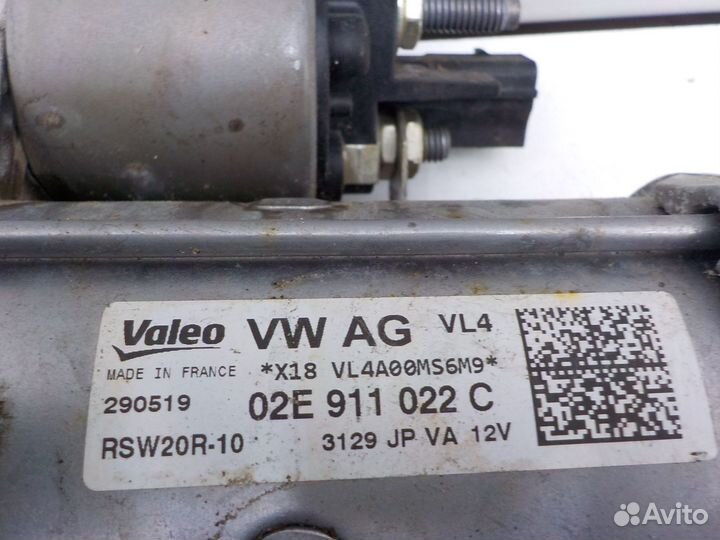 Valeo VW AG VL4
MADE IN FRANCE *X18 VL4A00MS6M9*
290519 02E 911 022 C
RSW20R-10 3129 JP VA 12V
Avito